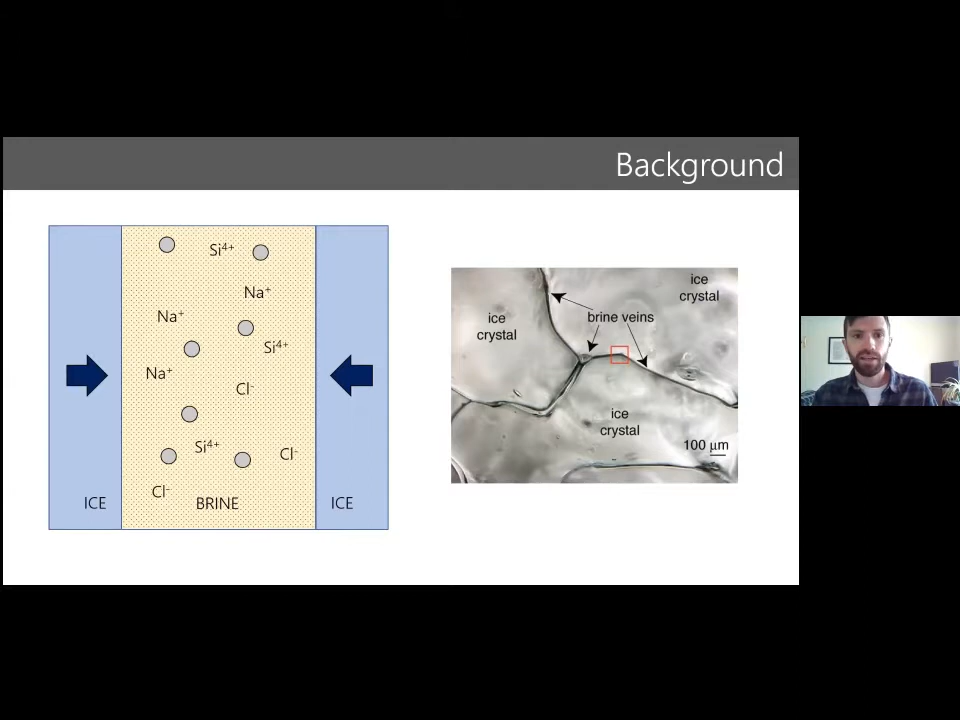 Background
Si⁴⁺
Na⁺
Na⁺
Si⁴⁺
Na⁺
Cl⁻
Si⁴⁺
Cl⁻
Cl⁻
ICE
BRINE
ICE
ice
crystal
ice
crystal
brine veins
ice
crystal
100 μm